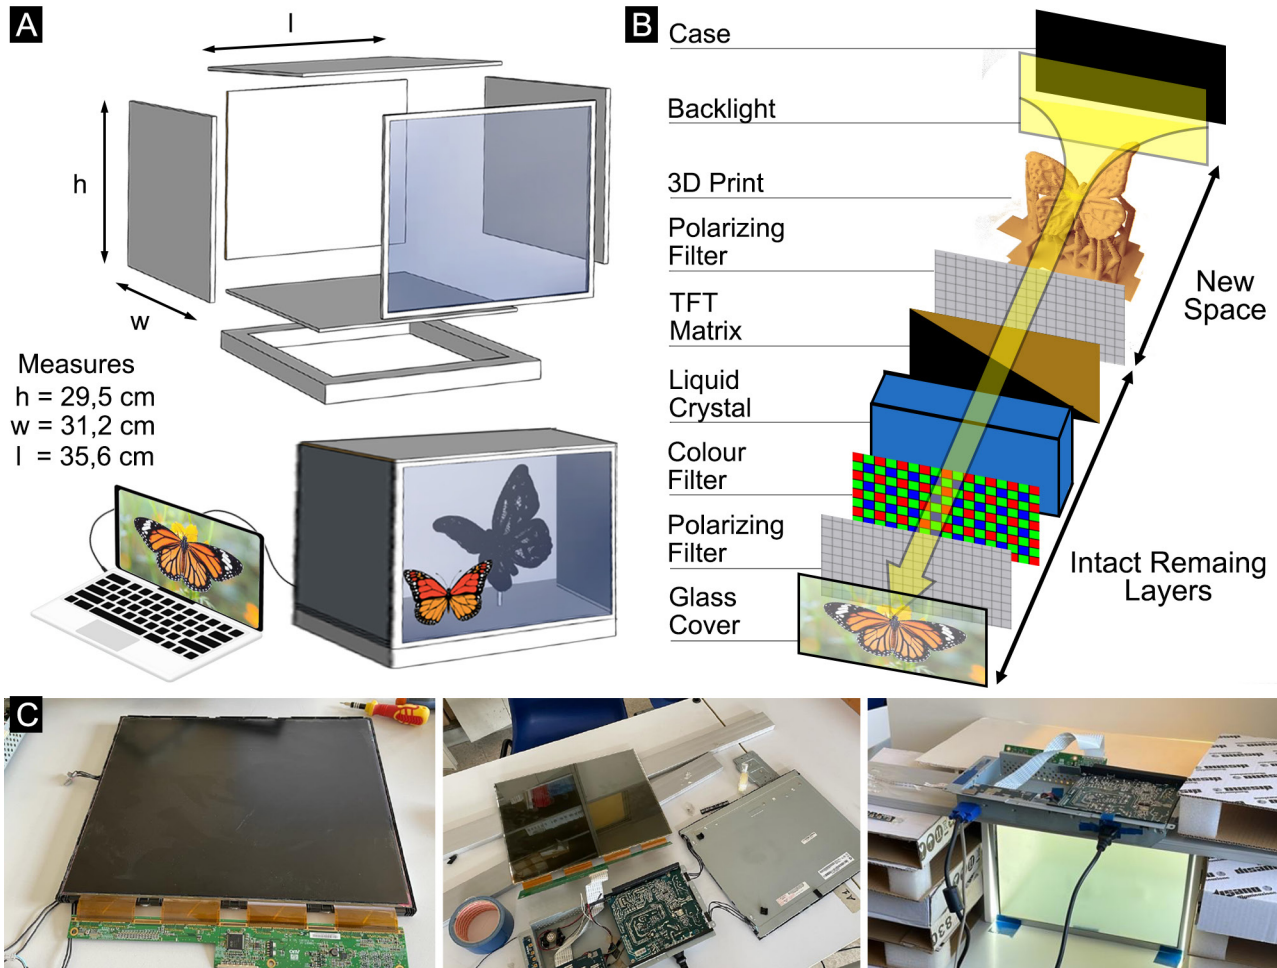 A
l
h
w
Measures
h = 29,5 cm
w = 31,2 cm
l = 35,6 cm
B
Case
Backlight
3D Print
Polarizing
Filter
TFT
Matrix
Liquid
Crystal
Colour
Filter
Polarizing
Filter
Glass
Cover
New
Space
Intact Remaing
Layers
C